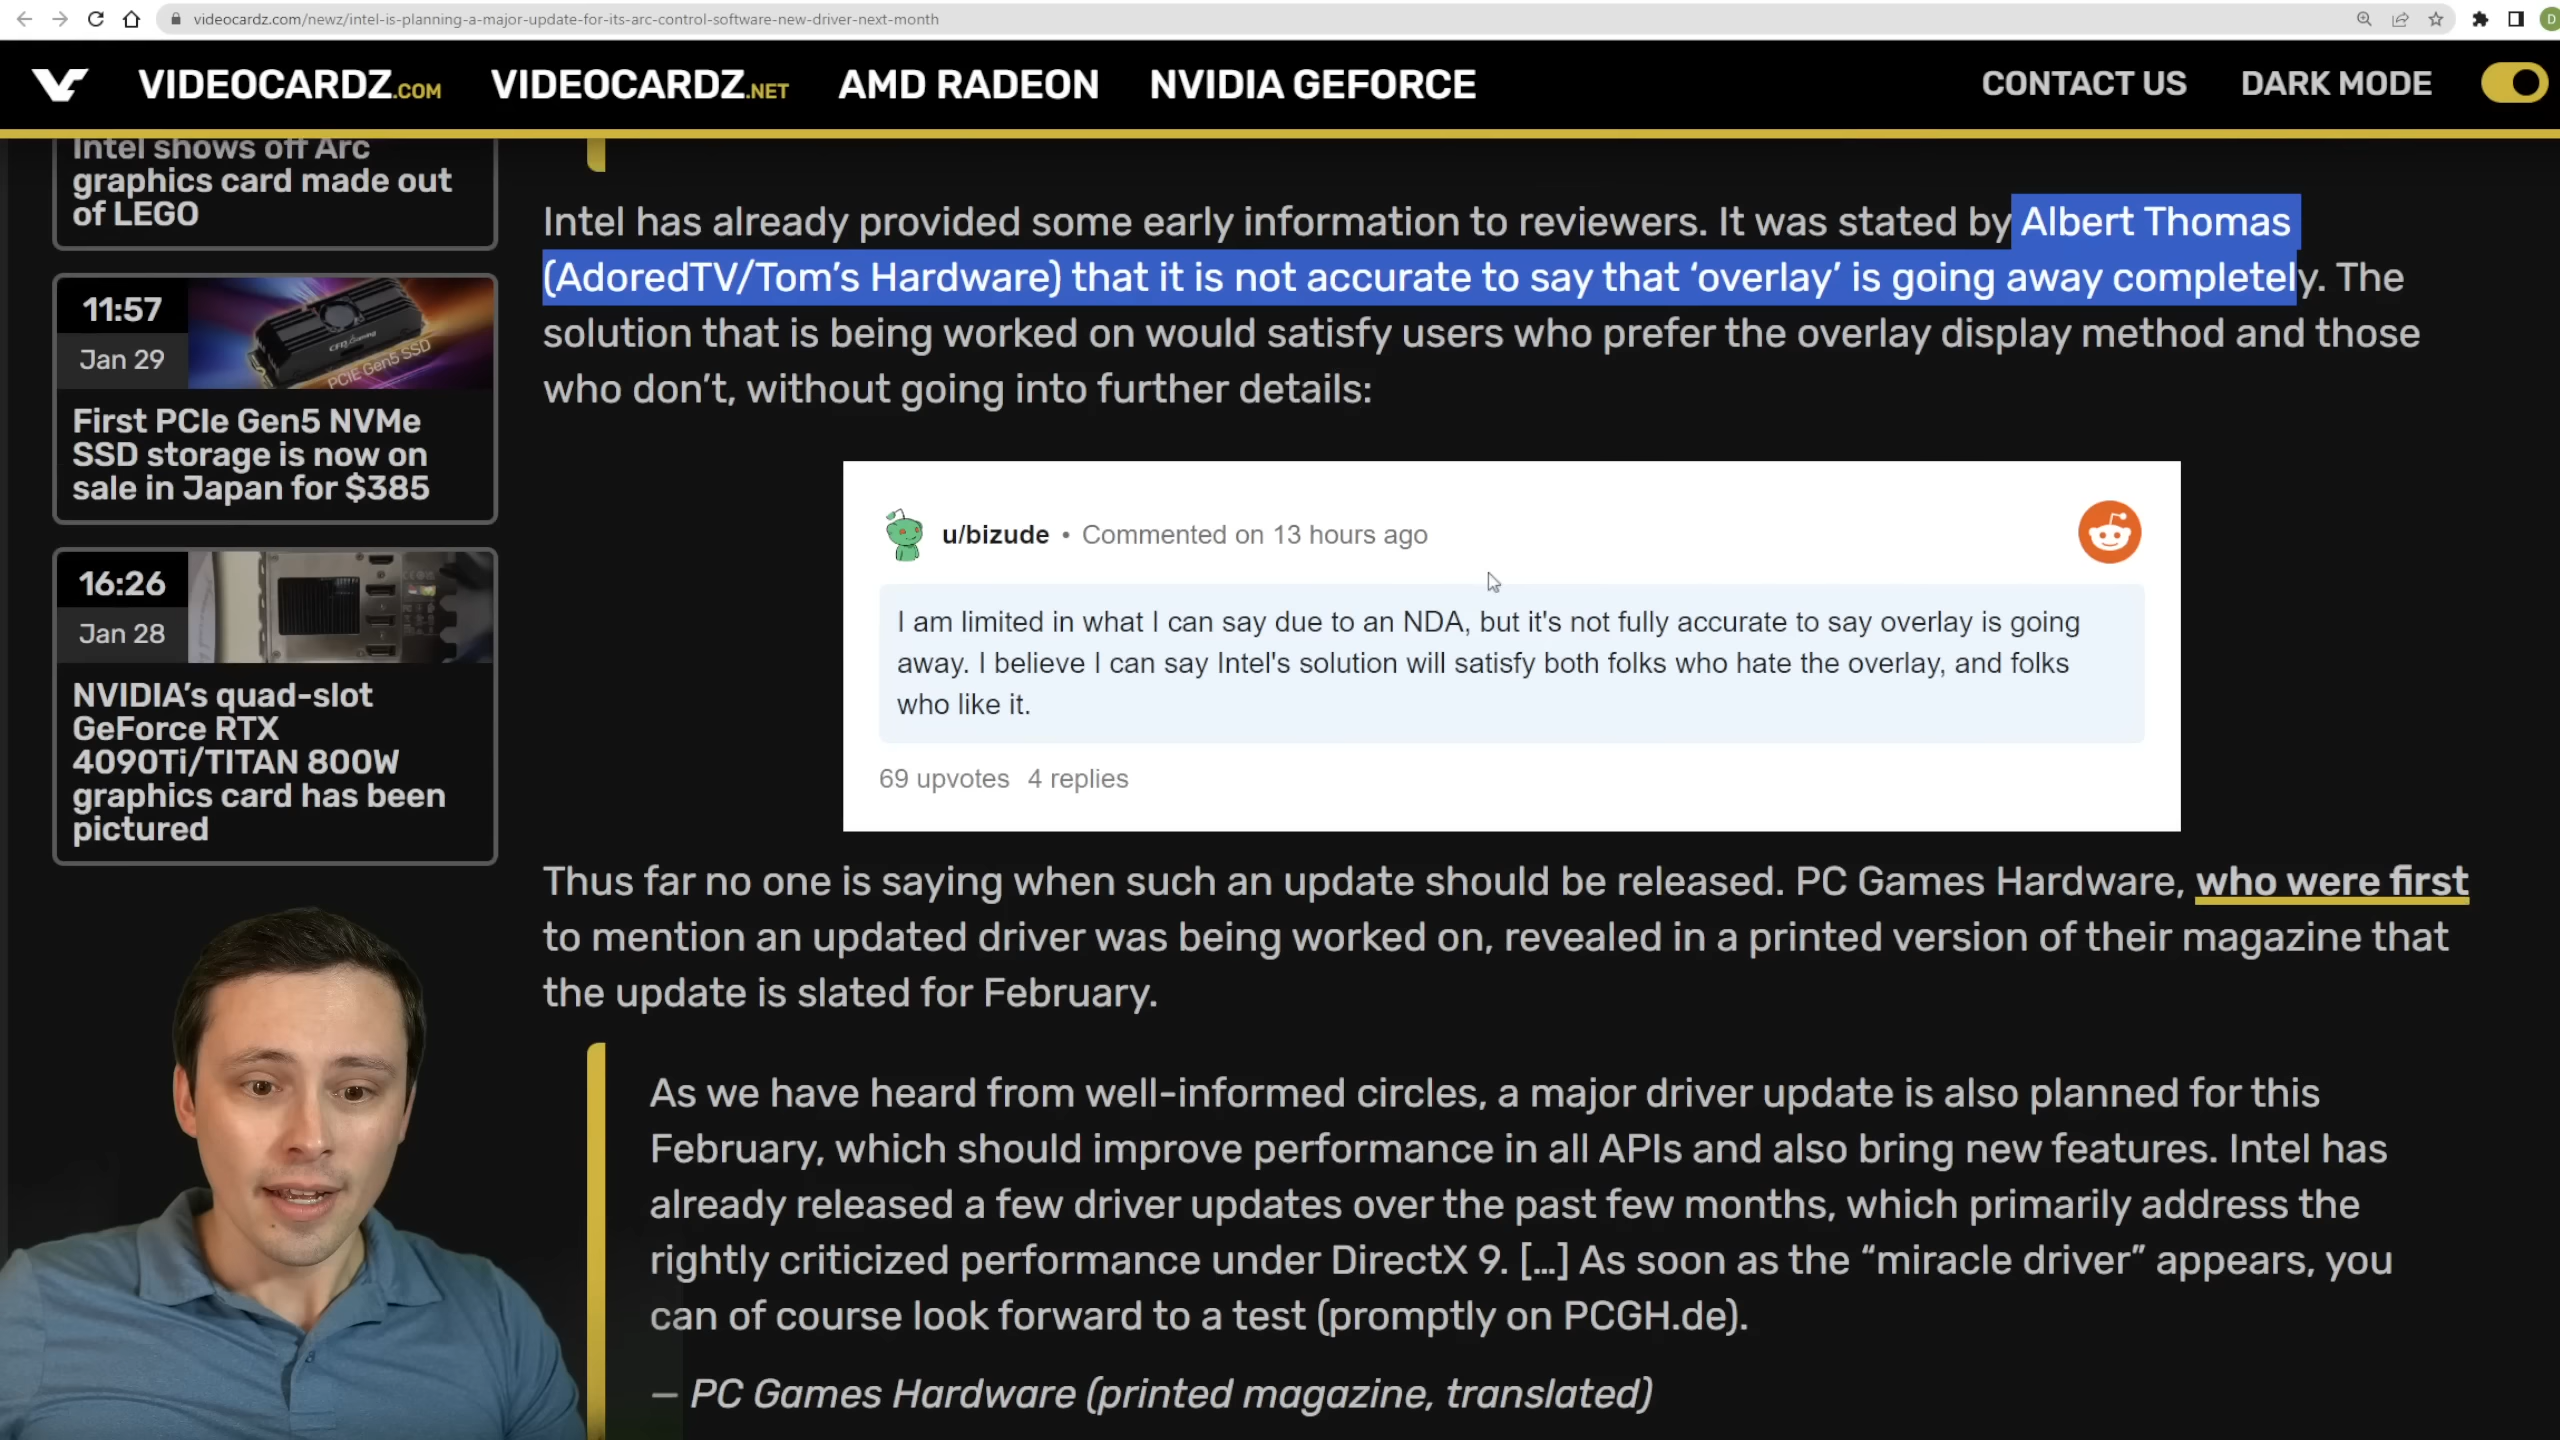 videocardz.com/newz/intel-is-planning-a-major-update-for-its-arc-control-software-new-driver-next-month
D
VIDEOCARDZ.COM VIDEOCARDZ.NET AMD RADEON NVIDIA GEFORCE CONTACT US DARK MODE
Intel shows off Arc
graphics card made out
of LEGO
11:57
Jan 29
CFD Gaming
PCIE Gen5 SSD
First PCIe Gen5 NVMe
SSD storage is now on
sale in Japan for $385
16:26
Jan 28
NVIDIA’s quad-slot
GeForce RTX
4090Ti/TITAN 800W
graphics card has been
pictured
Intel has already provided some early information to reviewers. It was stated by Albert Thomas
(AdoredTV/Tom’s Hardware) that it is not accurate to say that ‘overlay’ is going away completely. The
solution that is being worked on would satisfy users who prefer the overlay display method and those
who don’t, without going into further details:
u/bizude • Commented on 13 hours ago
I am limited in what I can say due to an NDA, but it's not fully accurate to say overlay is going
away. I believe I can say Intel's solution will satisfy both folks who hate the overlay, and folks
who like it.
69 upvotes 4 replies
Thus far no one is saying when such an update should be released. PC Games Hardware, who were first
to mention an updated driver was being worked on, revealed in a printed version of their magazine that
the update is slated for February.
As we have heard from well-informed circles, a major driver update is also planned for this
February, which should improve performance in all APIs and also bring new features. Intel has
already released a few driver updates over the past few months, which primarily address the
rightly criticized performance under DirectX 9. […] As soon as the “miracle driver” appears, you
can of course look forward to a test (promptly on PCGH.de).
— PC Games Hardware (printed magazine, translated)